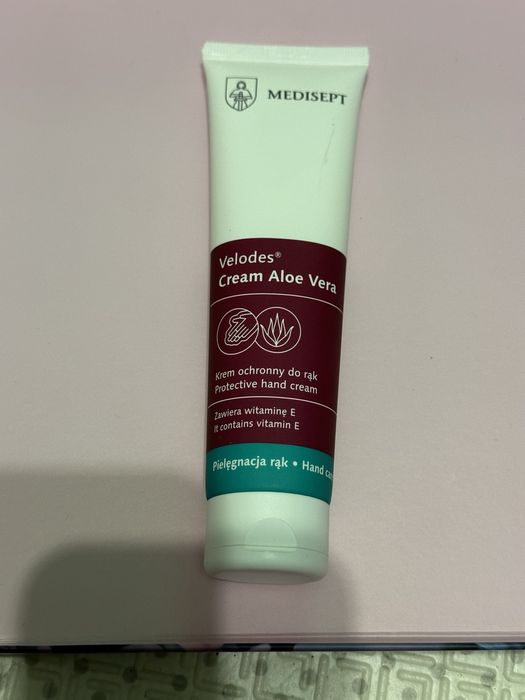 MEDISEPT
Velodes®
Cream Aloe Vera
Krem ochronny do rąk
Protective hand cream
Zawiera witaminę E
It contains vitamin E
Pielęgnacja rąk • Hand